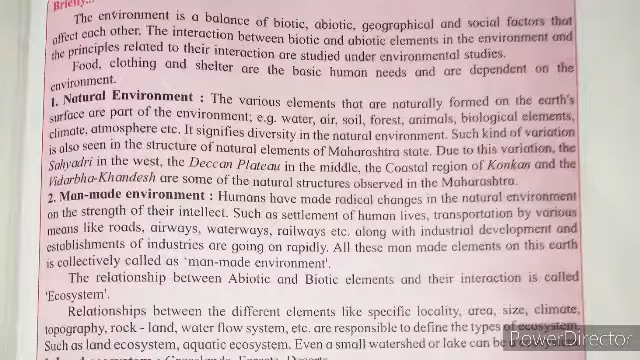 Briefly...
The environment is a balance of biotic, abiotic, geographical and social factors that
affect each other. The interaction between biotic and abiotic elements in the environment and
the principles related to their interaction are studied under environmental studies.
Food, clothing and shelter are the basic human needs and are dependent on the
environment.
1. Natural Environment : The various elements that are naturally formed on the earth's
surface are part of the environment; e.g. water, air, soil, forest, animals, biological elements,
climate, atmosphere etc. It signifies diversity in the natural environment. Such kind of variation
is also seen in the structure of natural elements of Maharashtra state. Due to this variation, the
Sahyadri in the west, the Deccan Plateau in the middle, the Coastal region of Konkan and the
Vidarbha-Khandesh are some of the natural structures observed in the Maharashtra.
2. Man-made environment : Humans have made radical changes in the natural environment
on the strength of their intellect. Such as settlement of human lives, transportation by various
means like roads, airways, waterways, railways etc. along with industrial development and
establishments of industries are going on rapidly. All these man made elements on this earth
is collectively called as `man-made environment'.
The relationship between Abiotic and Biotic elements and their interaction is called
'Ecosystem'.
Relationships between the different elements like specific locality, area, size, climate,
topography, rock - land, water flow system, etc. are responsible to define the types of ecosystem.
Such as land ecosystem, aquatic ecosystem. Even a small watershed or lake can be
PowerDirector